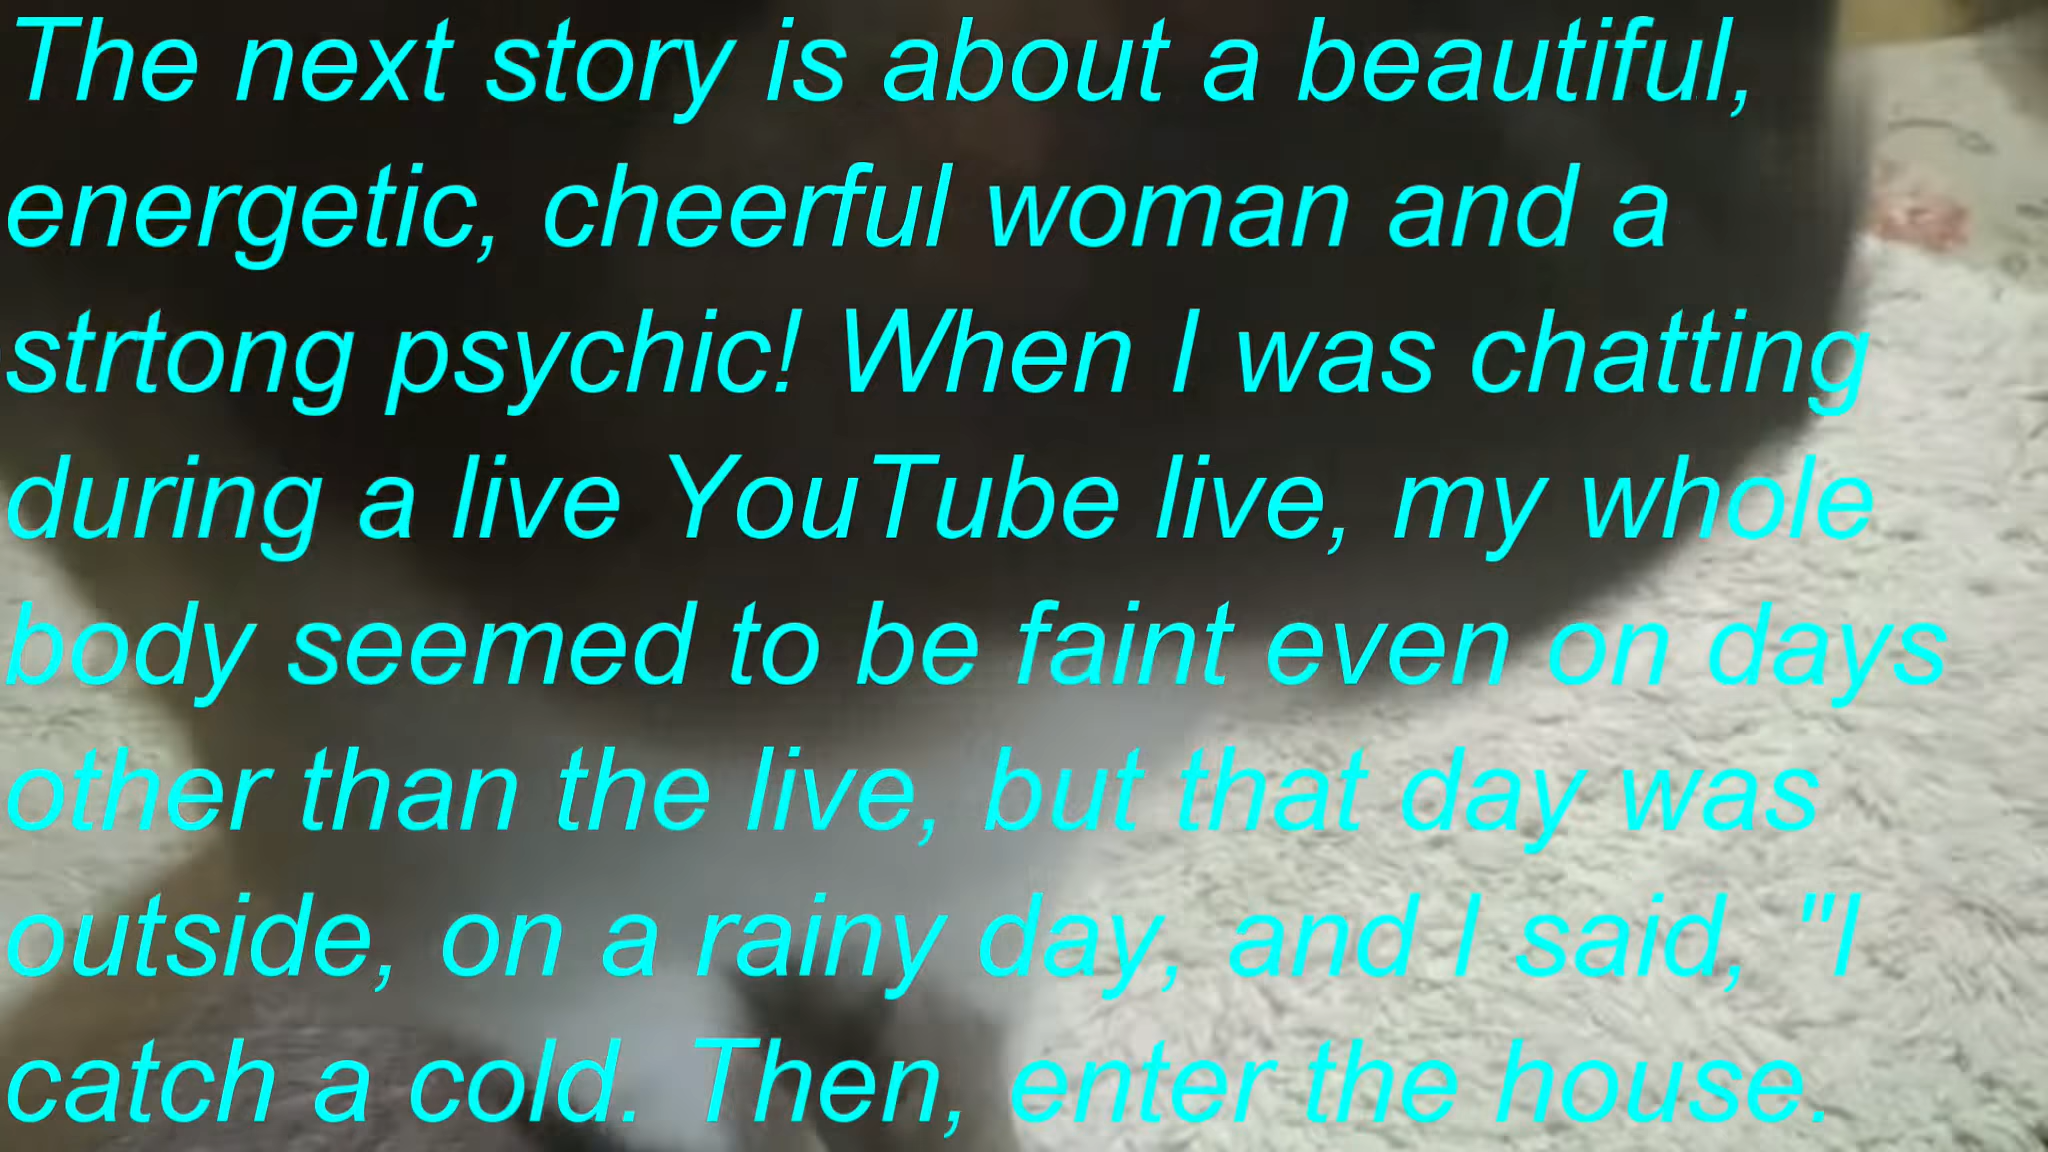 The next story is about a beautiful,
energetic, cheerful woman and a
strtong psychic! When I was chatting
during a live YouTube live, my whole
body seemed to be faint even on days
other than the live, but that day was
outside, on a rainy day, and I said, "I
catch a cold. Then, enter the house.